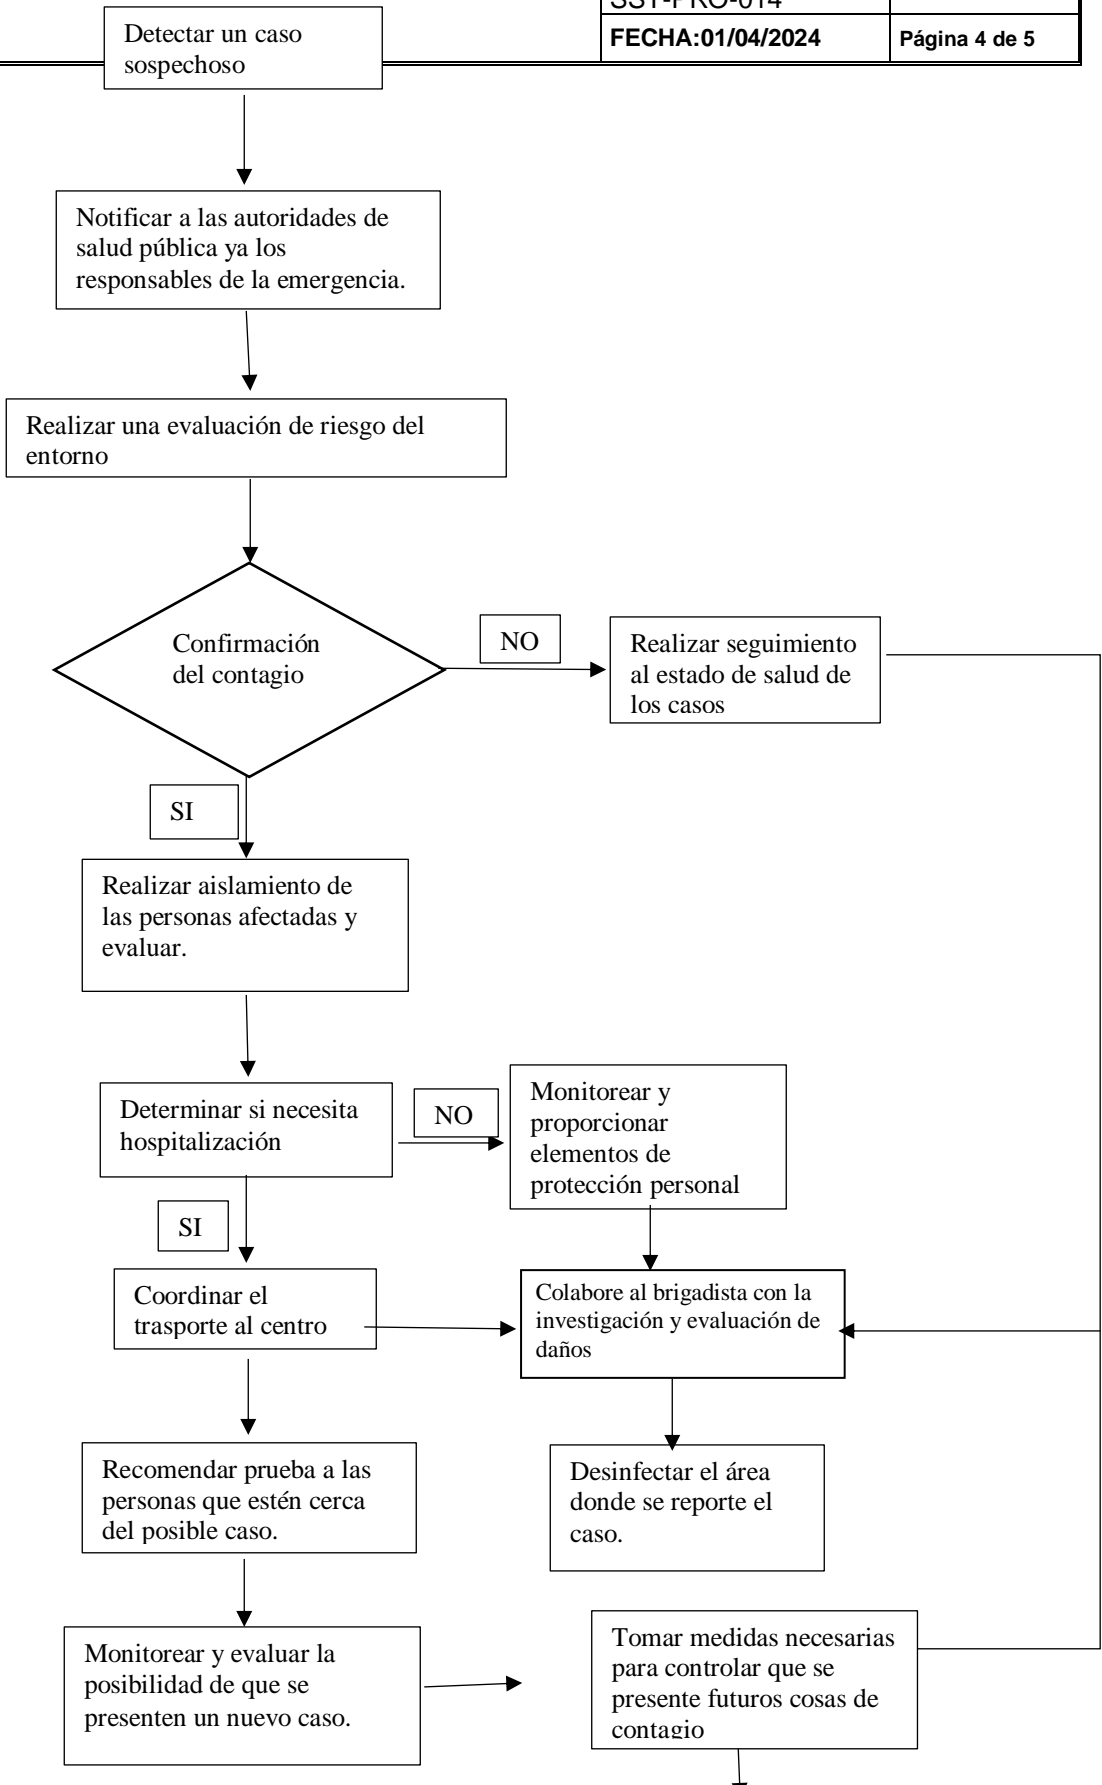 SST-PRO-014
FECHA:01/04/2024 Página 4 de 5
Detectar un caso
sospechoso
Notificar a las autoridades de
salud pública ya los
responsables de la emergencia.
Realizar una evaluación de riesgo del
entorno
Confirmación
del contagio
NO
Realizar seguimiento
al estado de salud de
los casos
SI
Realizar aislamiento de
las personas afectadas y
evaluar.
Determinar si necesita
hospitalización
NO
Monitorear y
proporcionar
elementos de
protección personal
SI
Coordinar el
trasporte al centro
Colabore al brigadista con la
investigación y evaluación de
daños
Recomendar prueba a las
personas que estén cerca
del posible caso.
Desinfectar el área
donde se reporte el
caso.
Monitorear y evaluar la
posibilidad de que se
presenten un nuevo caso.
Tomar medidas necesarias
para controlar que se
presente futuros cosas de
contagio